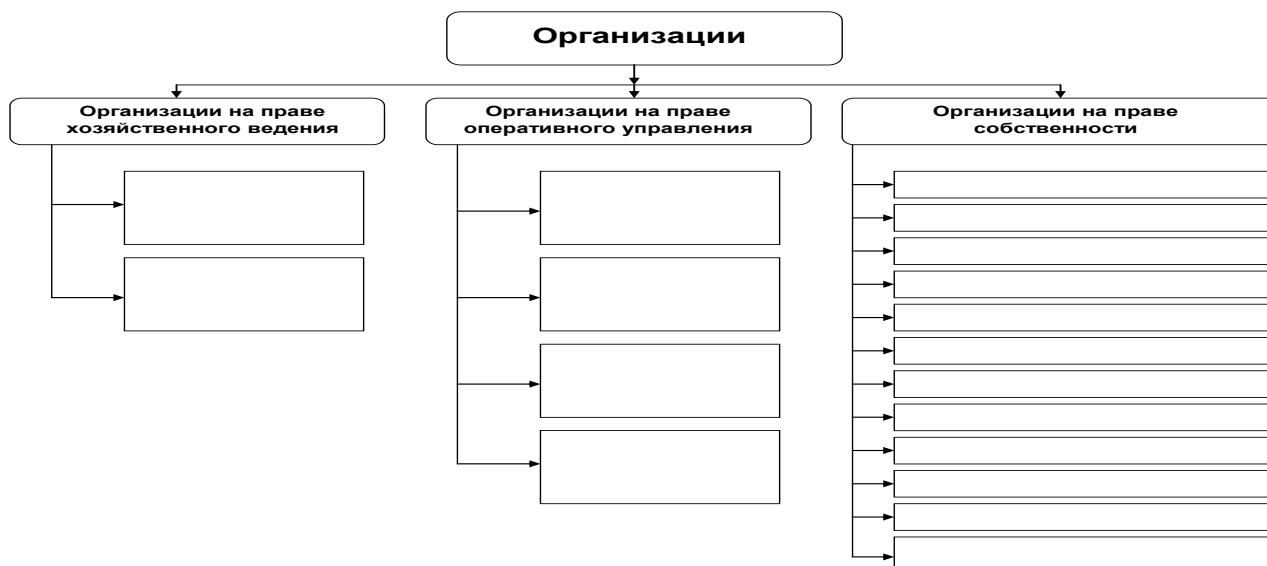 Организации
Организации на праве
хозяйственного ведения
Организации на праве
оперативного управления
Организации на праве
собственности